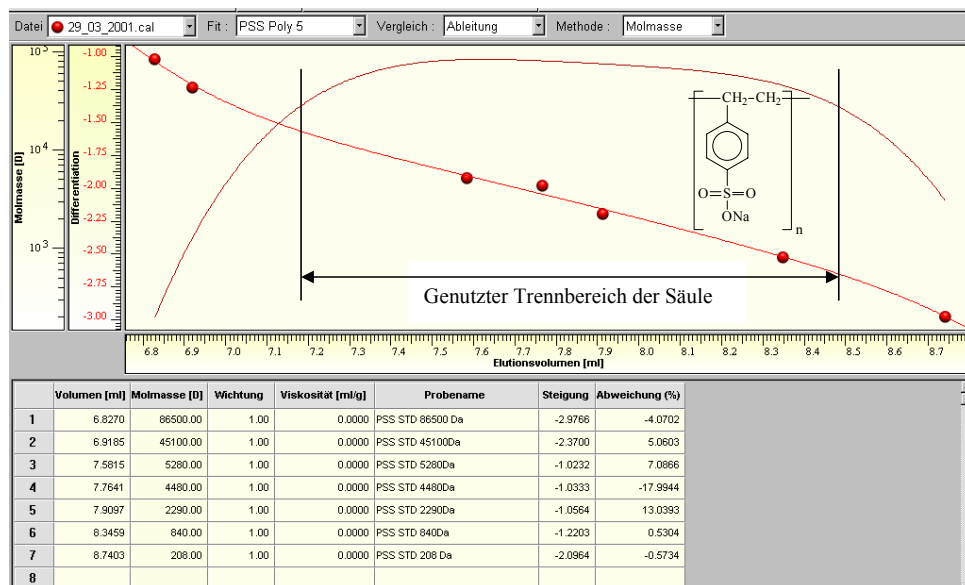 Datei 29_03_2001.cal Fit : PSS Poly 5 Vergleich : Ableitung Methode : Molmasse
10⁵
10⁴
10³
Molmasse [D]
-1.00
-1.25
-1.50
-1.75
-2.00
-2.25
-2.50
-2.75
-3.00
Differentiation
CH₂-CH₂
O=S=O
ONa
n
Genutzter Trennbereich der Säule
6.8 6.9 7.0 7.1 7.2 7.3 7.4 7.5 7.6 7.7 7.8 7.9 8.0 8.1 8.2 8.3 8.4 8.5 8.6 8.7
Elutionsvolumen [ml]
Volumen [ml] Molmasse [D] Wichtung Viskosität [ml/g] Probename Steigung Abweichung (%)
1 6.8270 86500.00 1.00 0.0000 PSS STD 86500 Da -2.9766 -4.0702
2 6.9185 45100.00 1.00 0.0000 PSS STD 45100Da -2.3700 5.0603
3 7.5815 5280.00 1.00 0.0000 PSS STD 5280Da -1.0232 7.0866
4 7.7641 4480.00 1.00 0.0000 PSS STD 4480Da -1.0333 -17.9944
5 7.9097 2290.00 1.00 0.0000 PSS STD 2290Da -1.0564 13.0393
6 8.3459 840.00 1.00 0.0000 PSS STD 840Da -1.2203 0.5304
7 8.7403 208.00 1.00 0.0000 PSS STD 208 Da -2.0964 -0.5734
8